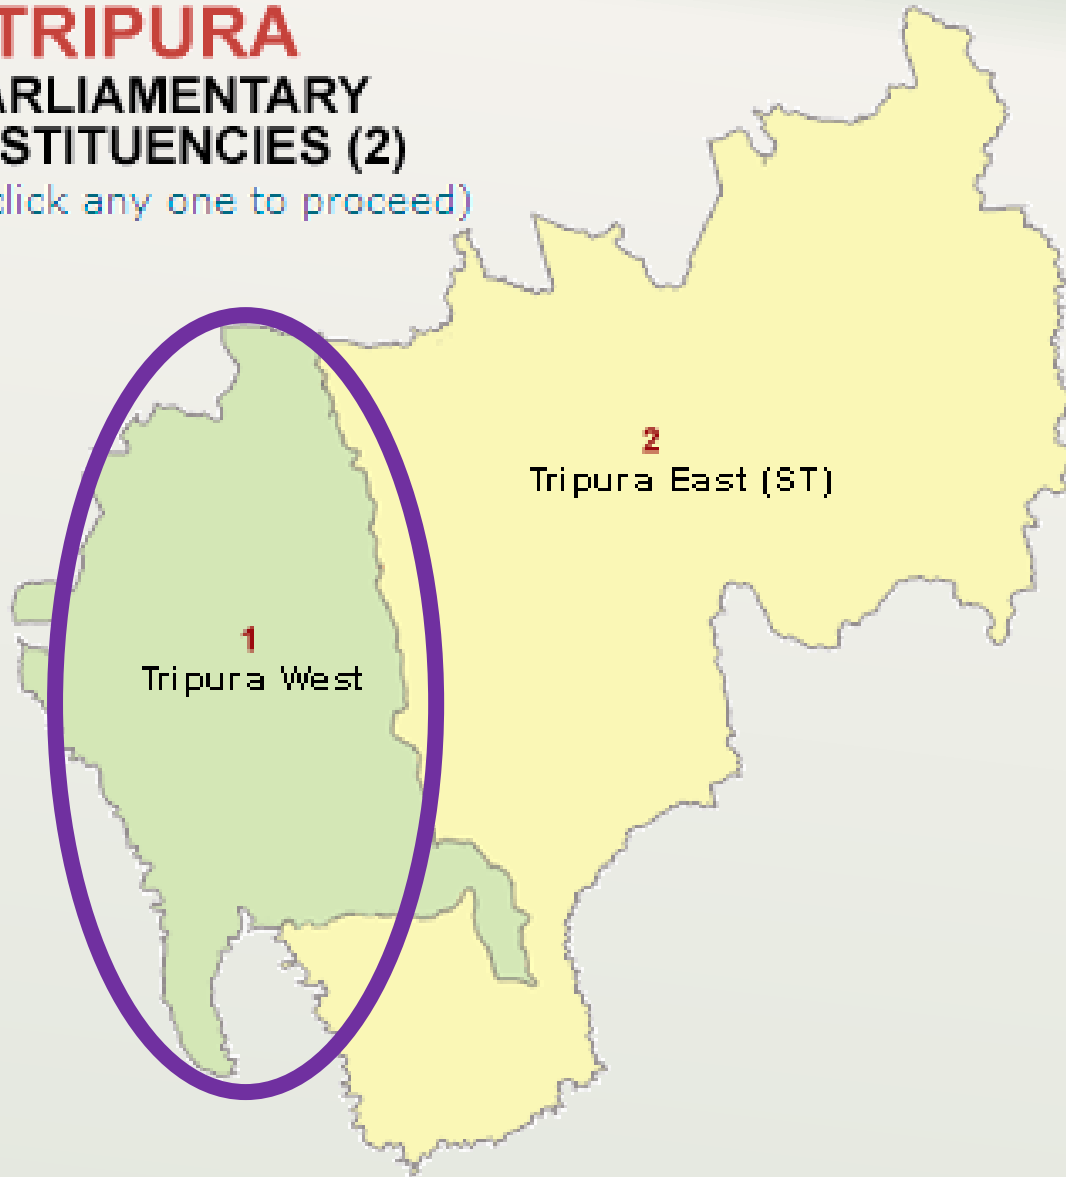 TRIPURA
ARLIAMENTARY
STITUENCIES (2)
click any one to proceed)
2
Tripura East (ST)
1
Tripura West